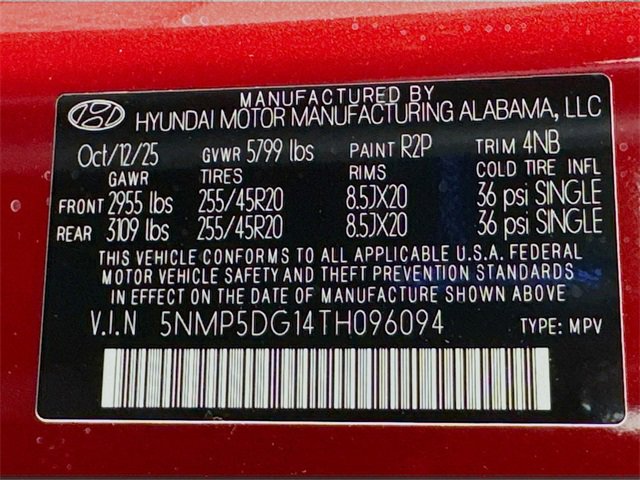 MANUFACTURED BY
HYUNDAI MOTOR MANUFACTURING ALABAMA, LLC
Oct/12/25 GVWR 5799 lbs PAINT R2P TRIM 4NB
GAWR TIRES RIMS COLD TIRE INFL
FRONT 2955 lbs 255/45R20 8.5JX20 36 psi SINGLE
REAR 3109 lbs 255/45R20 8.5JX20 36 psi SINGLE
THIS VEHICLE CONFORMS TO ALL APPLICABLE U.S.A. FEDERAL
MOTOR VEHICLE SAFETY AND THEFT PREVENTION STANDARDS
IN EFFECT ON THE DATE OF MANUFACTURE SHOWN ABOVE
V.I.N 5NMP5DG14TH096094 TYPE: MPV